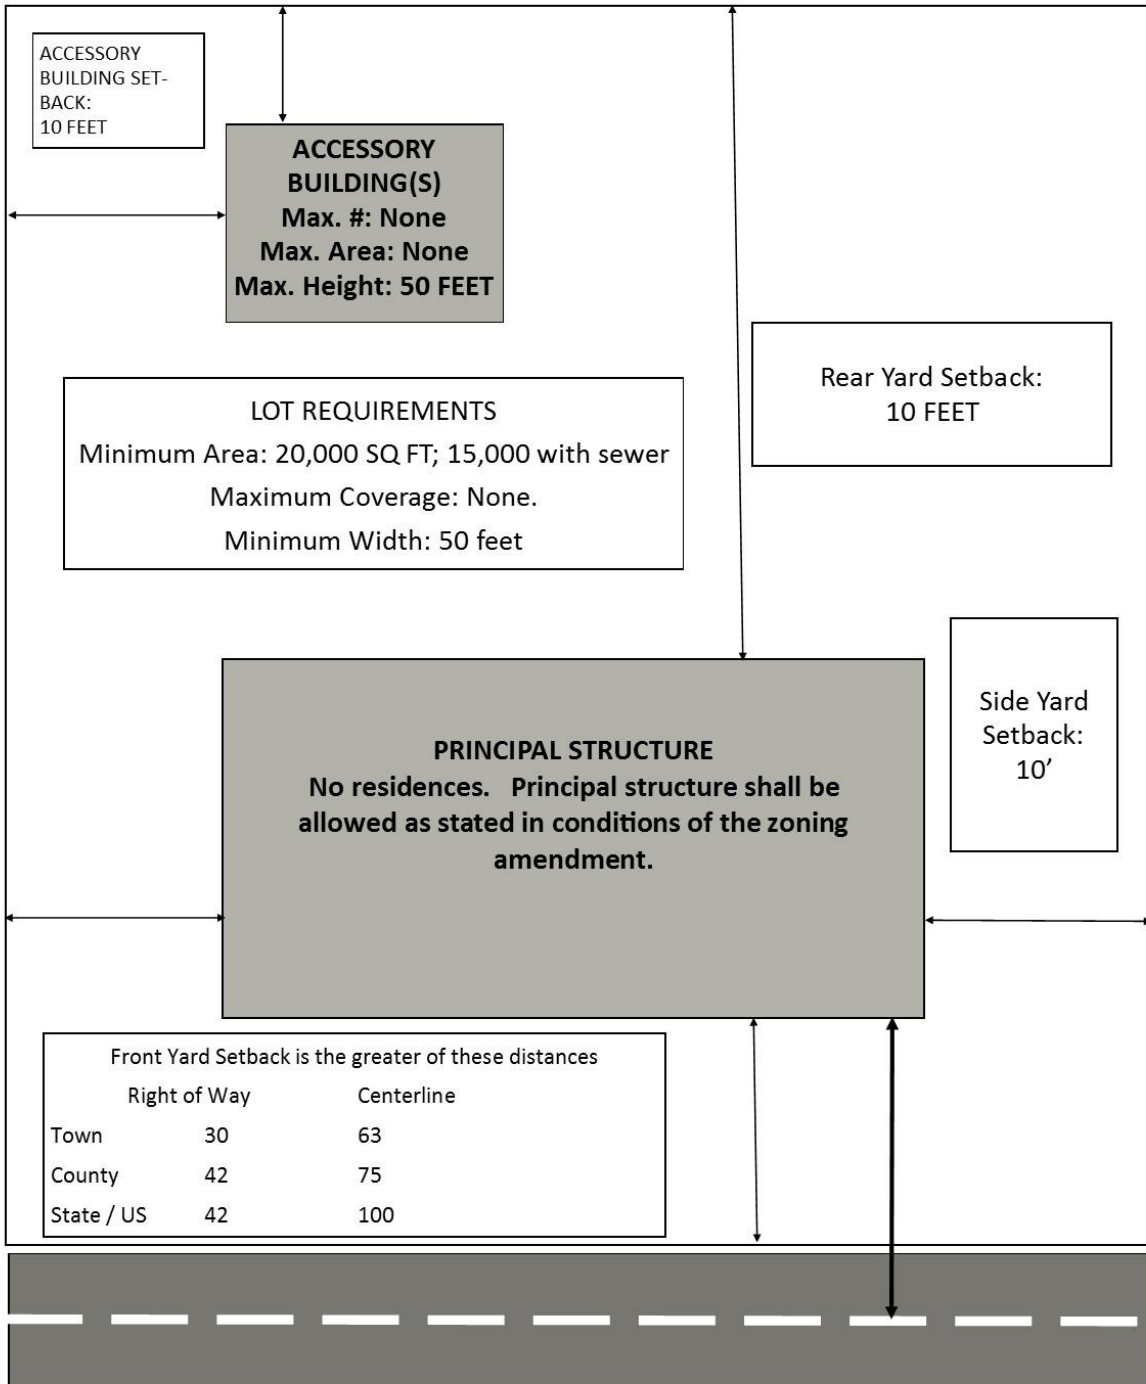 ACCESSORY
BUILDING SET-
BACK:
10 FEET
ACCESSORY
BUILDING(S)
Max. #: None
Max. Area: None
Max. Height: 50 FEET
Rear Yard Setback:
10 FEET
LOT REQUIREMENTS
Minimum Area: 20,000 SQ FT; 15,000 with sewer
Maximum Coverage: None.
Minimum Width: 50 feet
Side Yard
Setback:
10’
PRINCIPAL STRUCTURE
No residences.   Principal structure shall be
allowed as stated in conditions of the zoning
amendment.
Front Yard Setback is the greater of these distances
Right of Way Centerline
Town 30 63
County 42 75
State / US 42 100